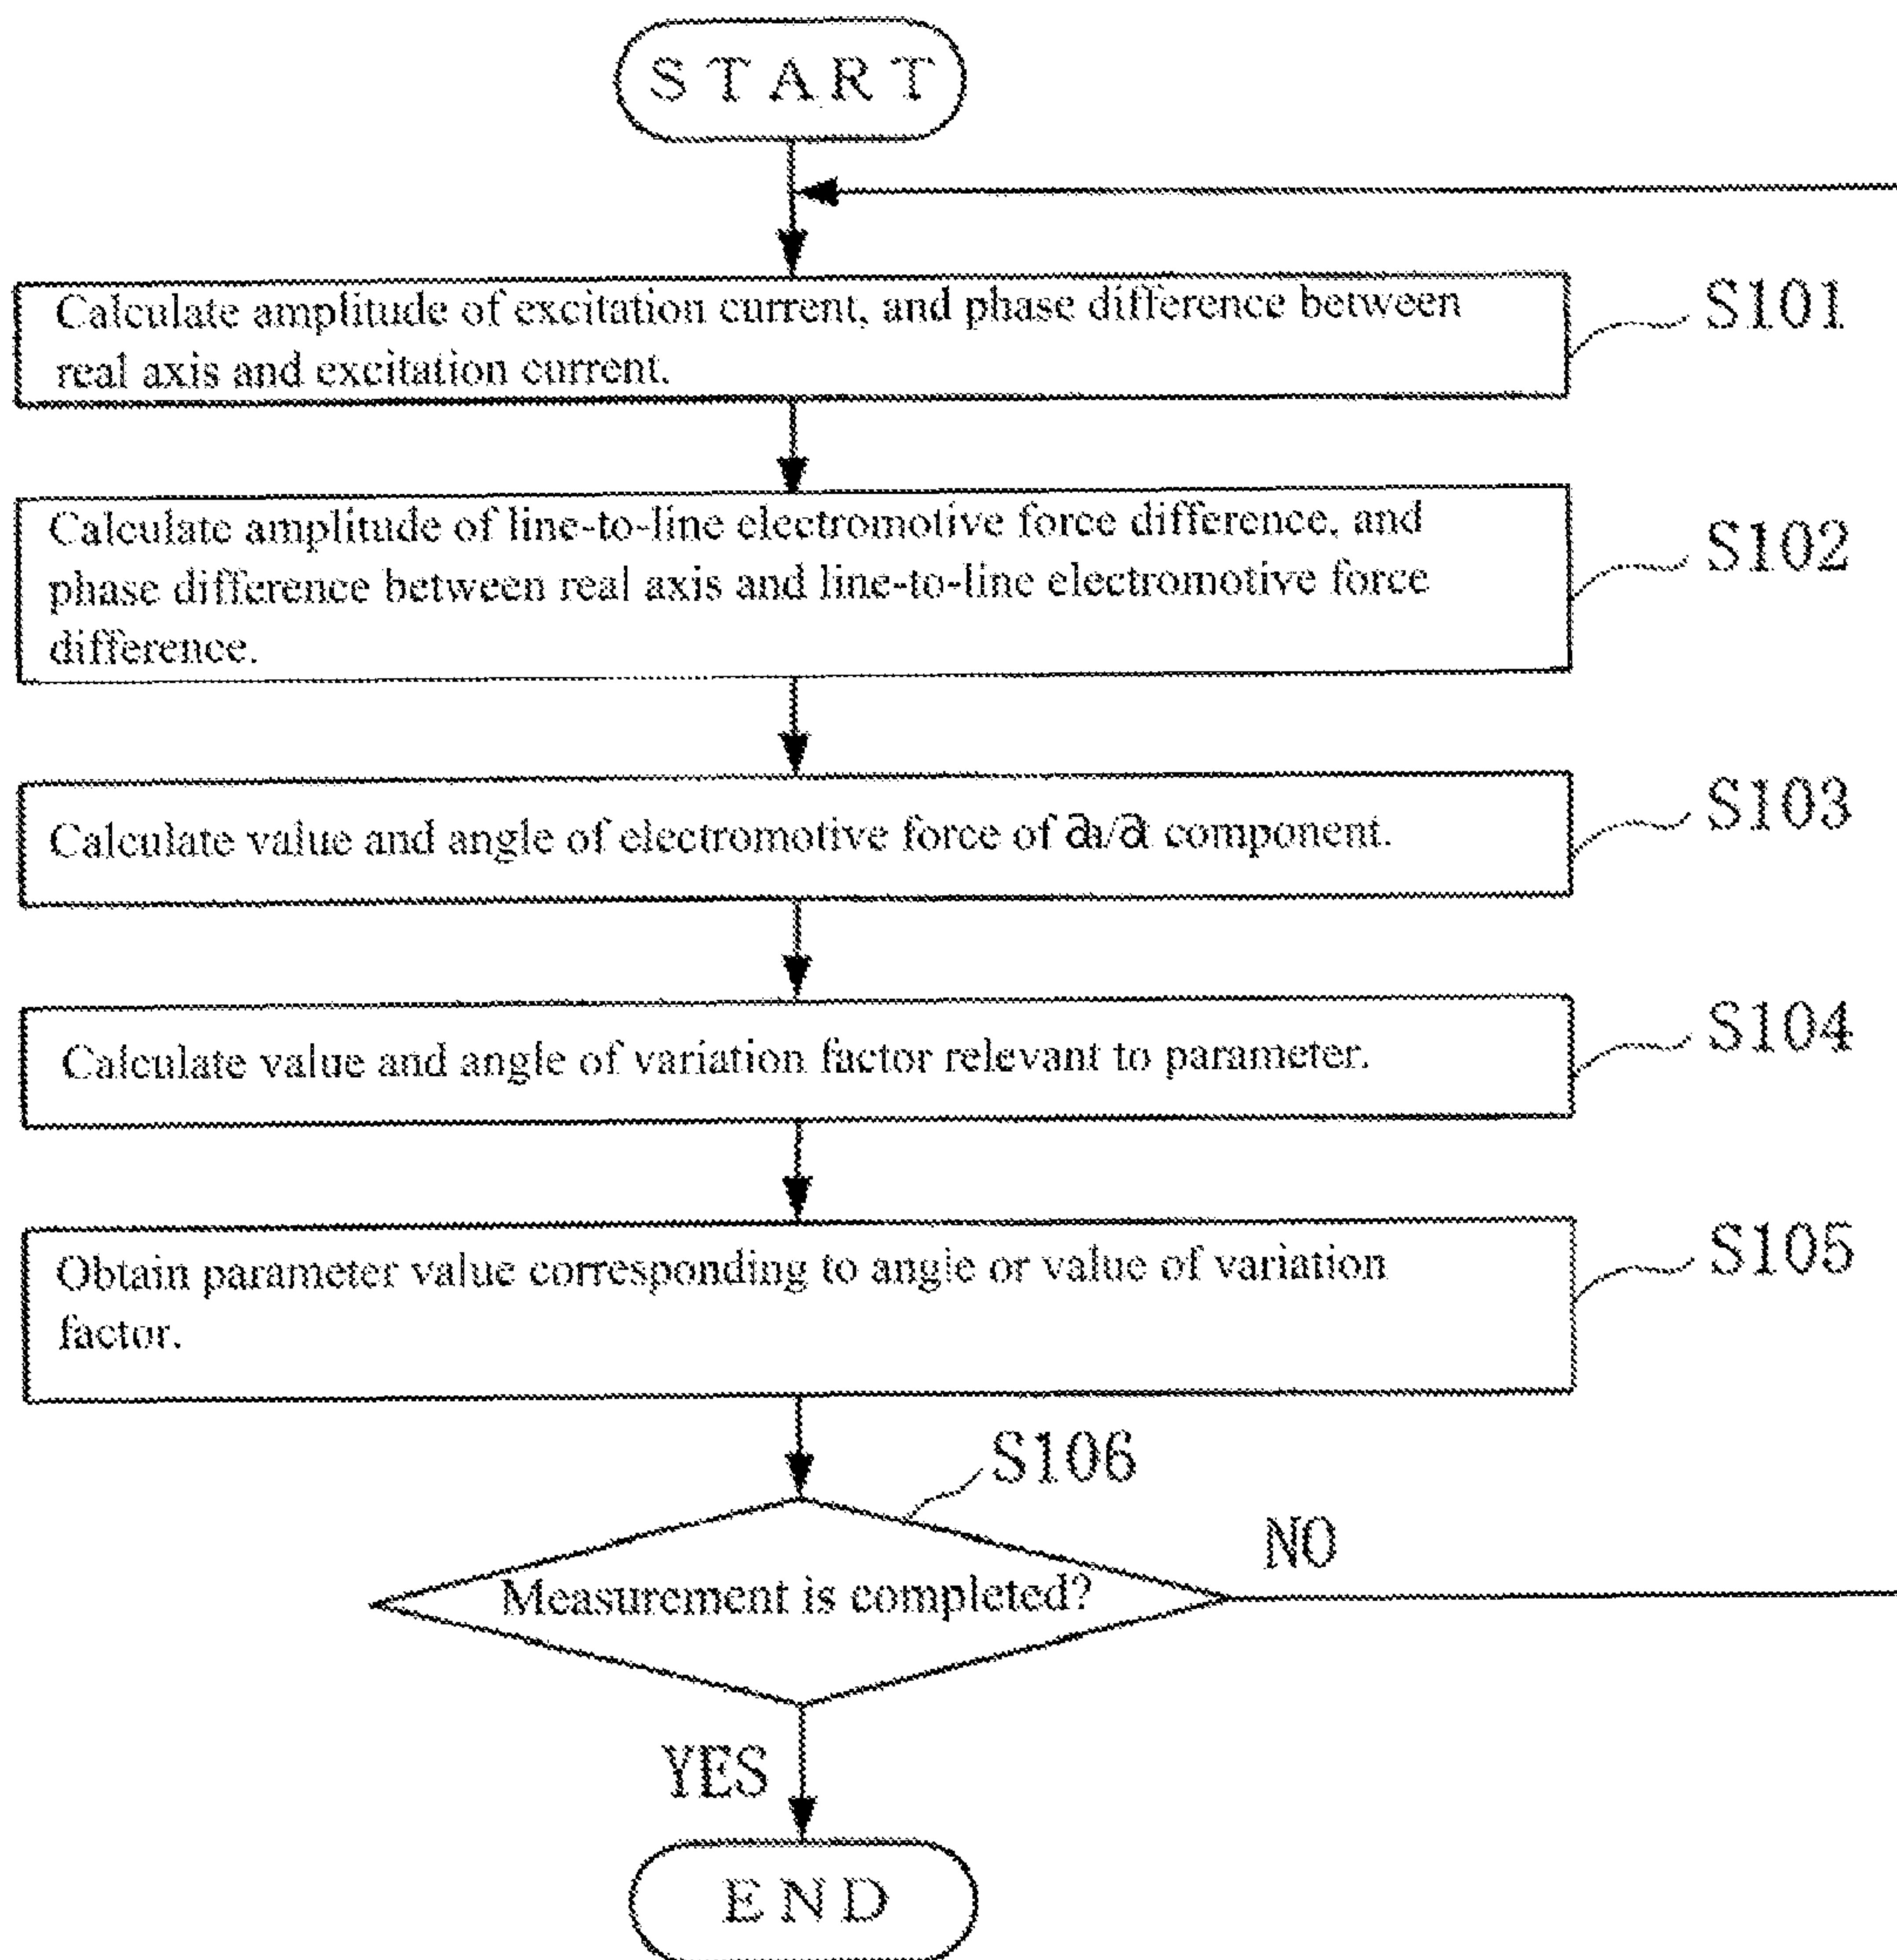 START
Calculate amplitude of excitation current, and phase difference between
real axis and excitation current.
S101
Calculate amplitude of line-to-line electromotive force difference, and
phase difference between real axis and line-to-line electromotive force
difference.
S102
Calculate value and angle of electromotive force of ∂A/∂t component.
S103
Calculate value and angle of variation factor relevant to parameter.
S104
Obtain parameter value corresponding to angle or value of variation
factor.
S105
S106
Measurement is completed?
NO
YES
END